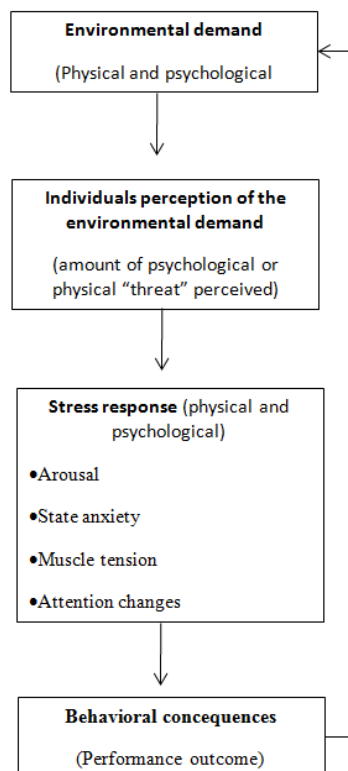 Environmental demand
(Physical and psychological
Individuals perception of the
environmental demand
(amount of psychological or
physical “threat” perceived)
Stress response (physical and
psychological)
•Arousal
•State anxiety
•Muscle tension
•Attention changes
Behavioral concequences
(Performance outcome)